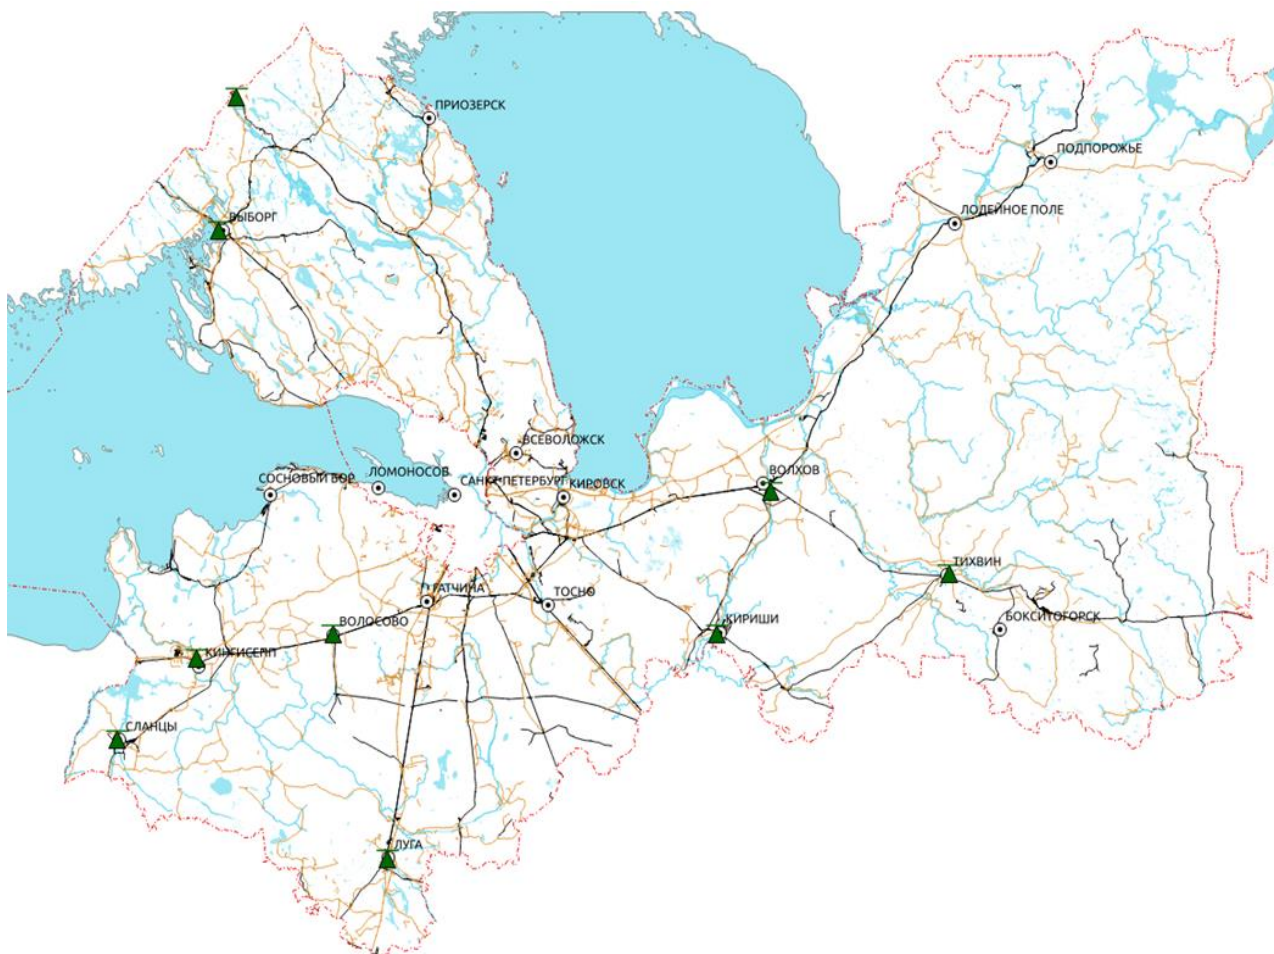 ПРИОЗЕРСК
ПОДПОРОЖЬЕ
ВЫБОРГ
ЛОДЕЙНОЕ ПОЛЕ
ВСЕВОЛОЖСК
ЛОМОНОСОВ
ВОЛХОВ
СОСНОВЫЙ БОР
САНКТ-ПЕТЕРБУРГ
КИРОВСК
ТИХВИН
ГАТЧИНА
ТОСНО
БОКСИТОГОРСК
ВОЛОСОВО
КИРИШИ
КИНГИСЕПП
СЛАНЦЫ
ЛУГА